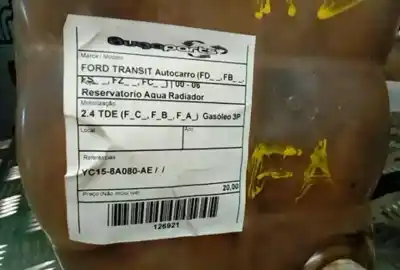 Ougaparts
Marca / Modelo
FORD TRANSIT Autocarro (FD_ _, FB_ _,
FS_ _, FZ_ _, FC_ _) | 00 - 06
Reservatorio Agua Radiador
Motorização
2.4 TDE (F_C_, F_B_, F_A_) Gasóleo 3P
Local
Ano
Referências
YC15-8A080-AE / /
Preço (Não inclui iva)
20,00
126921